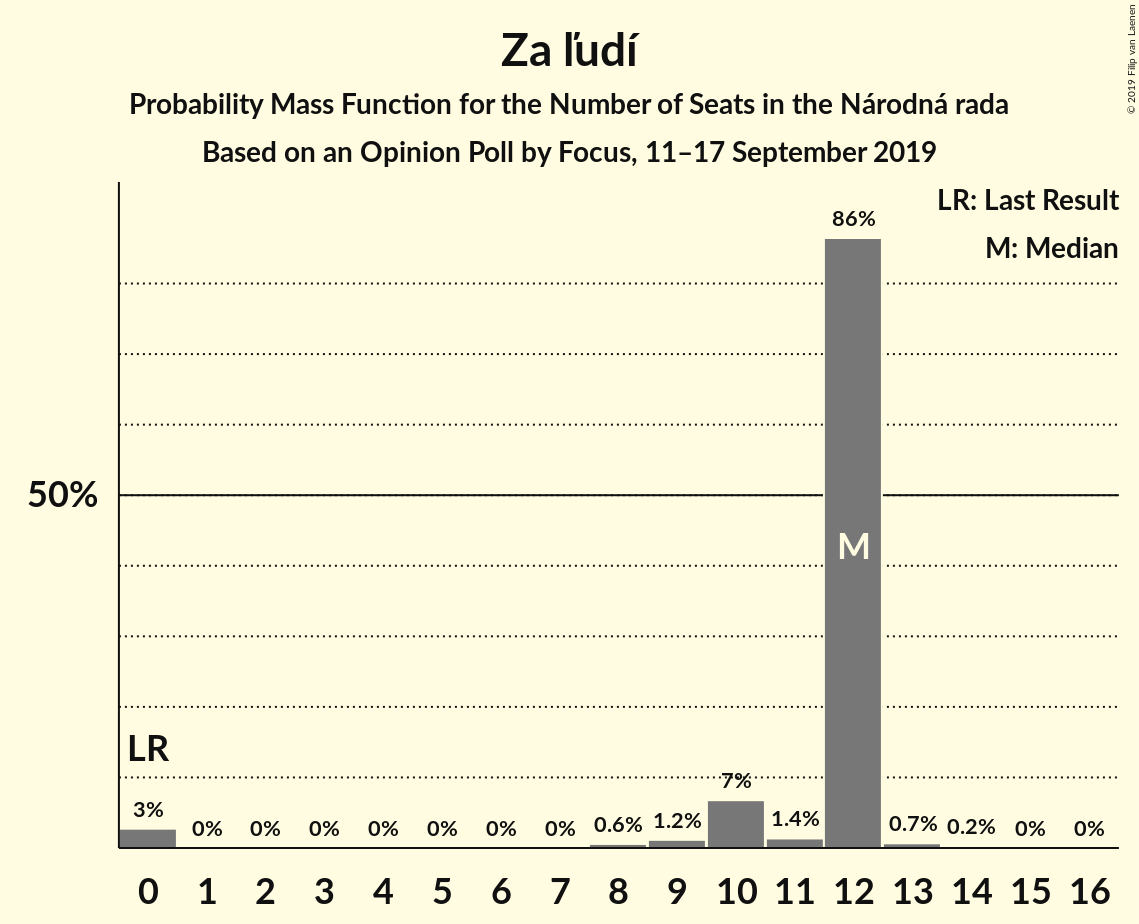 Za ľudí
Probability Mass Function for the Number of Seats in the Národná rada
Based on an Opinion Poll by Focus, 11–17 September 2019
© 2019 Filip van Laenen
LR: Last Result
M: Median
86%
50%
M
LR
3% 0% 0% 0% 0% 0% 0% 0% 0.6% 1.2% 7% 1.4% 0.7% 0.2% 0% 0%
0 1 2 3 4 5 6 7 8 9 10 11 12 13 14 15 16